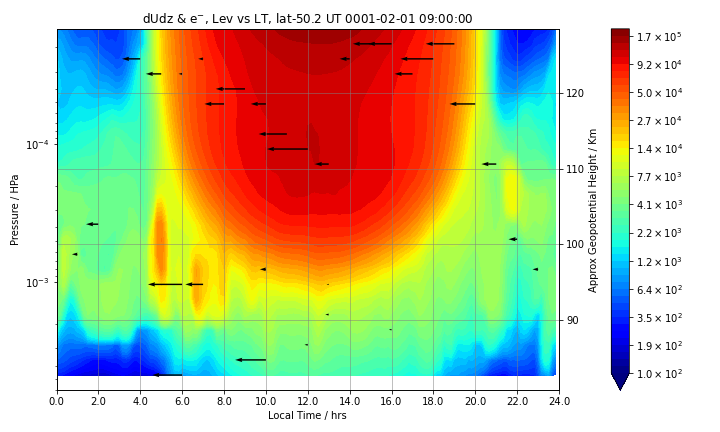 dUdz & e⁻, Lev vs LT, lat-50.2 UT 0001-02-01 09:00:00
Pressure / HPa
10⁻⁴
10⁻³
0.0 2.0 4.0 6.0 8.0 10.0 12.0 14.0 16.0 18.0 20.0 22.0 24.0
Local Time / hrs
120
110
100
90
Approx Geopotential Height / Km
1.7 × 10⁵
9.2 × 10⁴
5.0 × 10⁴
2.7 × 10⁴
1.4 × 10⁴
7.7 × 10³
4.1 × 10³
2.2 × 10³
1.2 × 10³
6.4 × 10²
3.5 × 10²
1.9 × 10²
1.0 × 10²